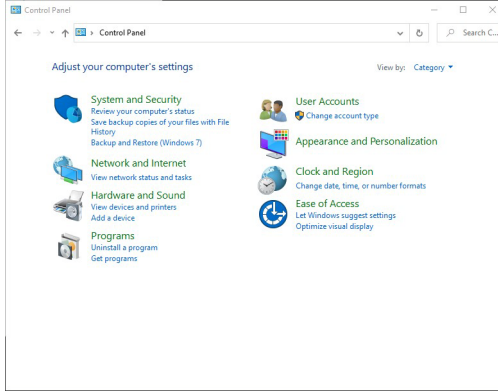 Control Panel
Control Panel
Search C...
Adjust your computer's settings
View by: Category
System and Security
Review your computer's status
Save backup copies of your files with File
History
Backup and Restore (Windows 7)
Network and Internet
View network status and tasks
Hardware and Sound
View devices and printers
Add a device
Programs
Uninstall a program
Get programs
User Accounts
Change account type
Appearance and Personalization
Clock and Region
Change date, time, or number formats
Ease of Access
Let Windows suggest settings
Optimize visual display